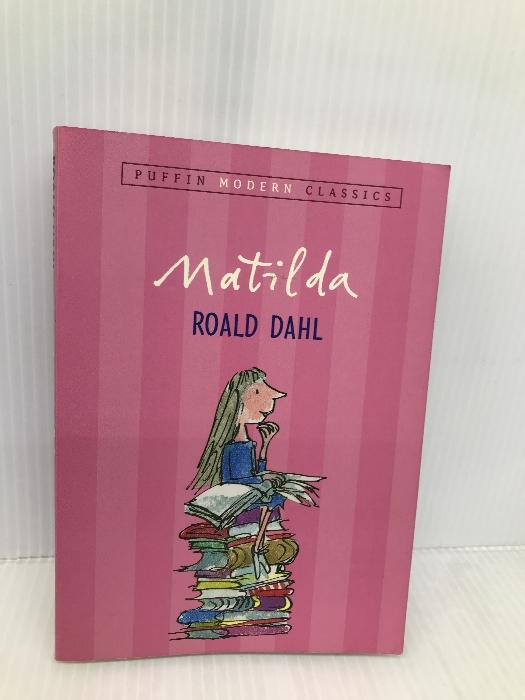 PUFFIN MODERN CLASSICS
Matilda
ROALD DAHL